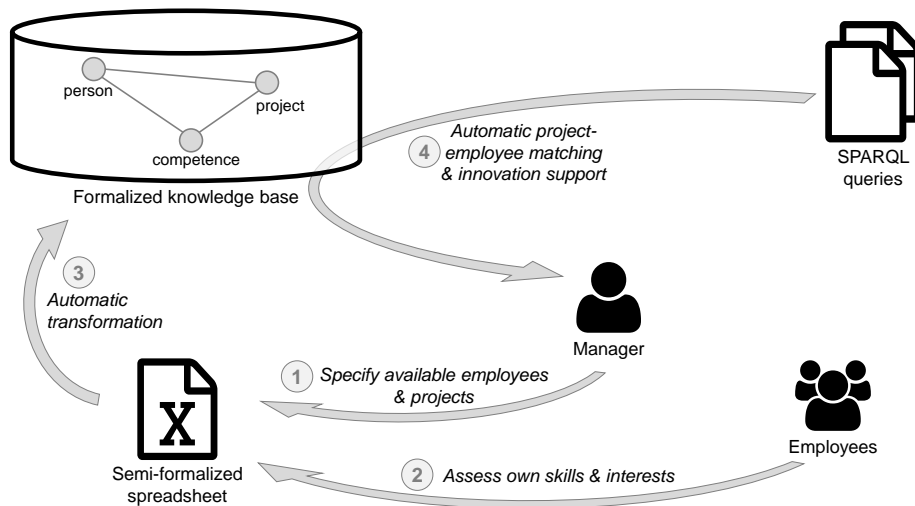 person
project
competence
Formalized knowledge base
4
Automatic project-
employee matching
& innovation support
SPARQL
queries
3
Automatic
transformation
Manager
1
Specify available employees
& projects
X
Semi-formalized
spreadsheet
2
Assess own skills & interests
Employees